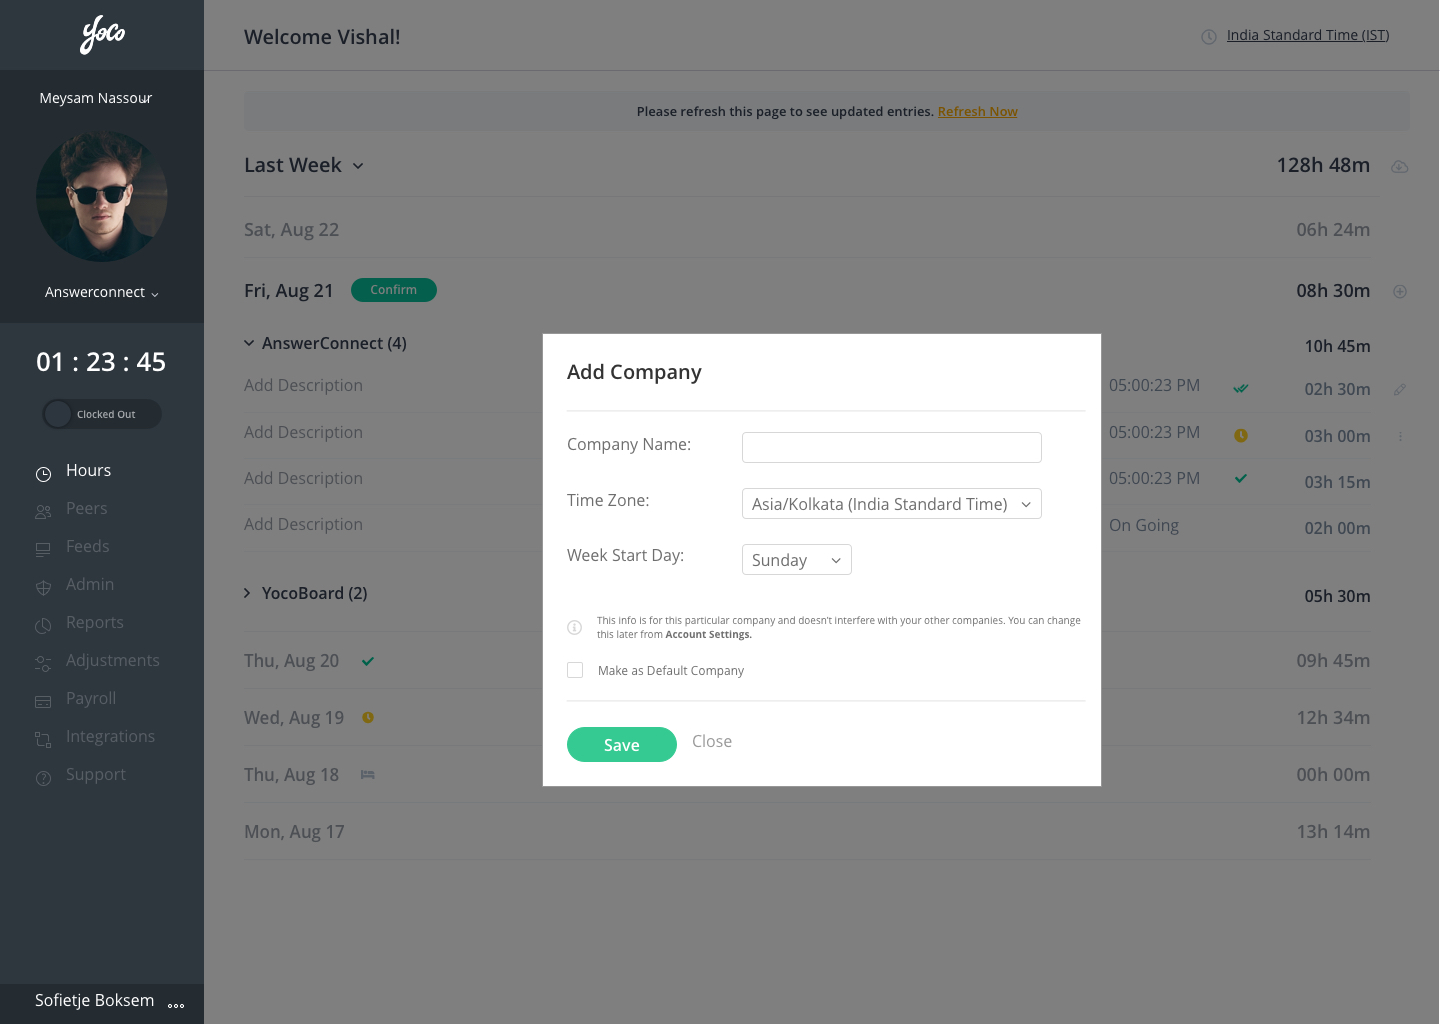 yoco
Welcome Vishal!
India Standard Time (IST)
Meysam Nassour
Please refresh this page to see updated entries. Refresh Now
Last Week
128h 48m
Sat, Aug 22
06h 24m
Answerconnect
Fri, Aug 21
Confirm
08h 30m
01 : 23 : 45
Clocked Out
AnswerConnect (4)
10h 45m
Add Description
05:00:23 PM
02h 30m
Add Description
05:00:23 PM
03h 00m
Add Description
05:00:23 PM
03h 15m
Add Description
On Going
02h 00m
YocoBoard (2)
05h 30m
Thu, Aug 20
09h 45m
Wed, Aug 19
12h 34m
Thu, Aug 18
00h 00m
Mon, Aug 17
13h 14m
Hours
Peers
Feeds
Admin
Reports
Adjustments
Payroll
Integrations
Support
Sofietje Boksem
Add Company
Company Name:
Time Zone:
Asia/Kolkata (India Standard Time)
Week Start Day:
Sunday
This info is for this particular company and doesn't interfere with your other companies. You can change
this later from Account Settings.
Make as Default Company
Save
Close